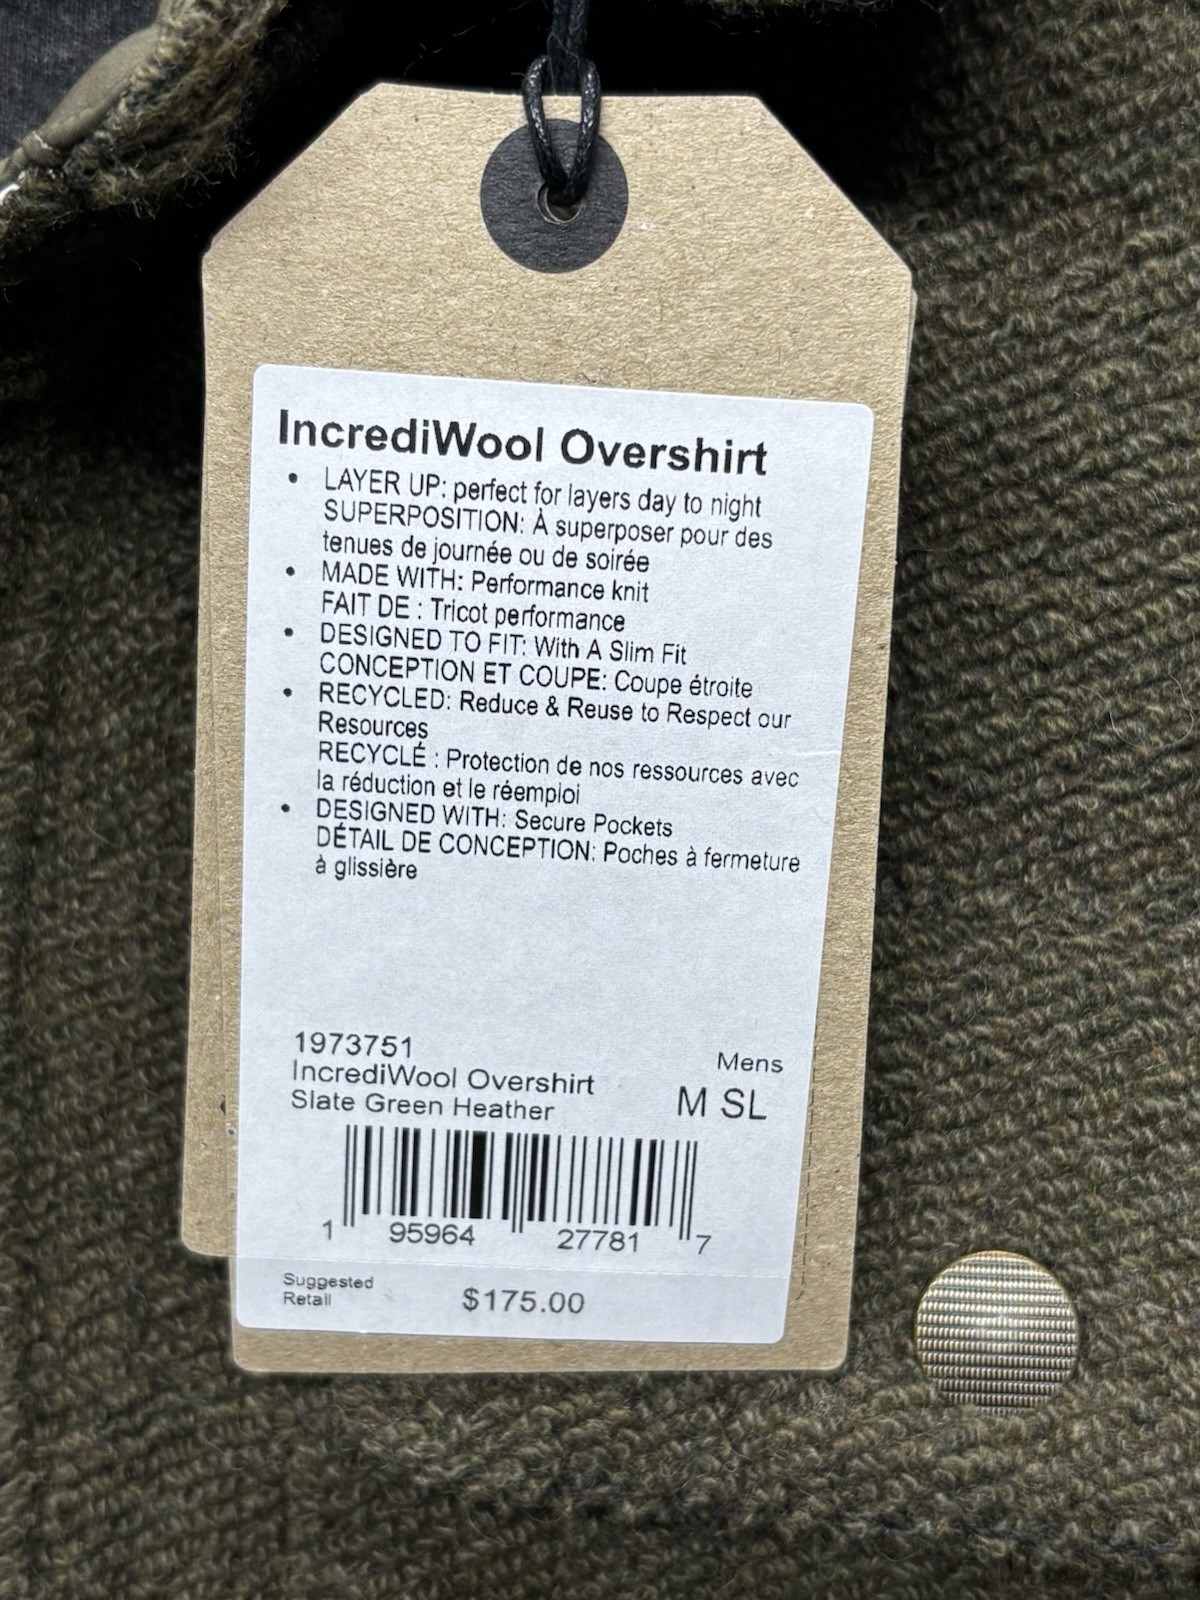 IncrediWool Overshirt
• LAYER UP: perfect for layers day to night
SUPERPOSITION: À superposer pour des
tenues de journée ou de soirée
• MADE WITH: Performance knit
FAIT DE : Tricot performance
• DESIGNED TO FIT: With A Slim Fit
CONCEPTION ET COUPE: Coupe étroite
• RECYCLED: Reduce & Reuse to Respect our
Resources
RECYCLÉ : Protection de nos ressources avec
la réduction et le réemploi
• DESIGNED WITH: Secure Pockets
DÉTAIL DE CONCEPTION: Poches à fermeture
à glissière
1973751
IncrediWool Overshirt
Slate Green Heather
Mens
M SL
1 95964 27781 7
Suggested
Retail
$175.00